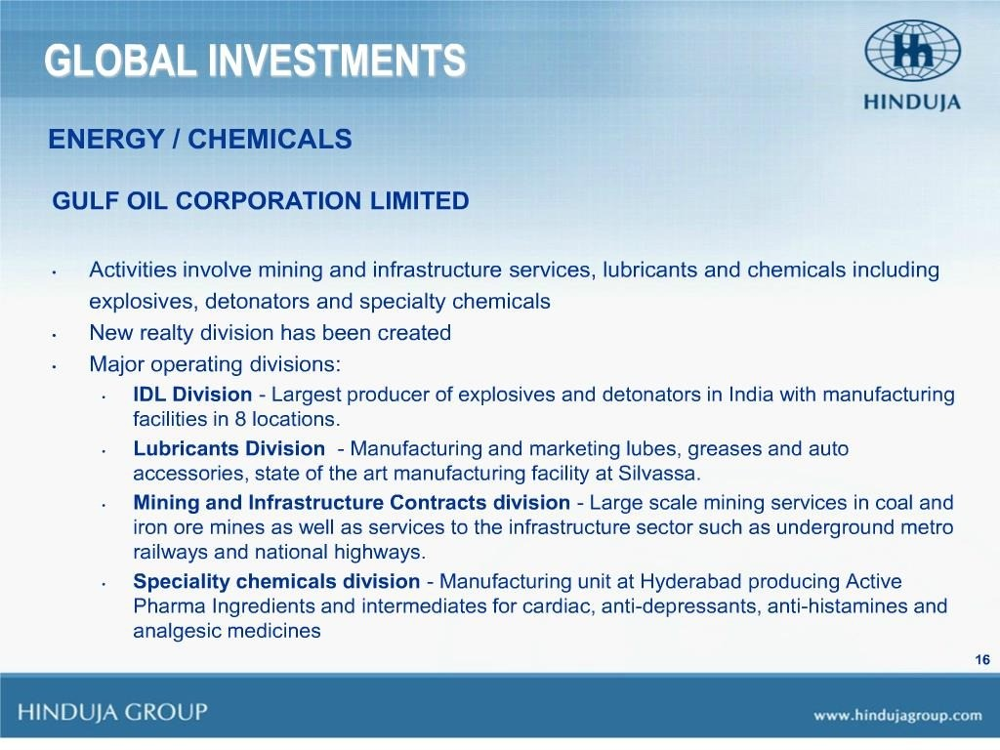 GLOBAL INVESTMENTS
Hn
HINDUJA
ENERGY / CHEMICALS
GULF OIL CORPORATION LIMITED
• Activities involve mining and infrastructure services, lubricants and chemicals including
explosives, detonators and specialty chemicals
• New realty division has been created
• Major operating divisions:
• IDL Division - Largest producer of explosives and detonators in India with manufacturing
facilities in 8 locations.
• Lubricants Division - Manufacturing and marketing lubes, greases and auto
accessories, state of the art manufacturing facility at Silvassa.
• Mining and Infrastructure Contracts division - Large scale mining services in coal and
iron ore mines as well as services to the infrastructure sector such as underground metro
railways and national highways.
• Speciality chemicals division - Manufacturing unit at Hyderabad producing Active
Pharma Ingredients and intermediates for cardiac, anti-depressants, anti-histamines and
analgesic medicines
16
HINDUJA GROUP
www.hindujagroup.com